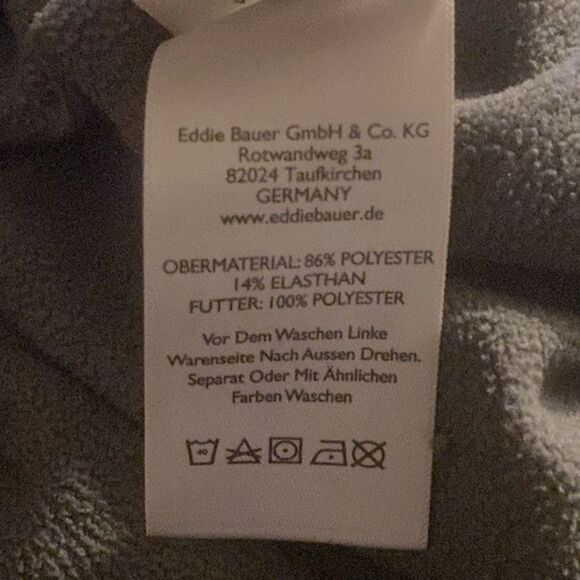 Eddie Bauer GmbH & Co. KG
Rotwandweg 3a
82024 Taufkirchen
GERMANY
www.eddiebauer.de
OBERMATERIAL: 86% POLYESTER
14% ELASTHAN
FUTTER: 100% POLYESTER
Vor Dem Waschen Linke
Warenseite Nach Aussen Drehen.
Separat Oder Mit Ähnlichen
Farben Waschen
40